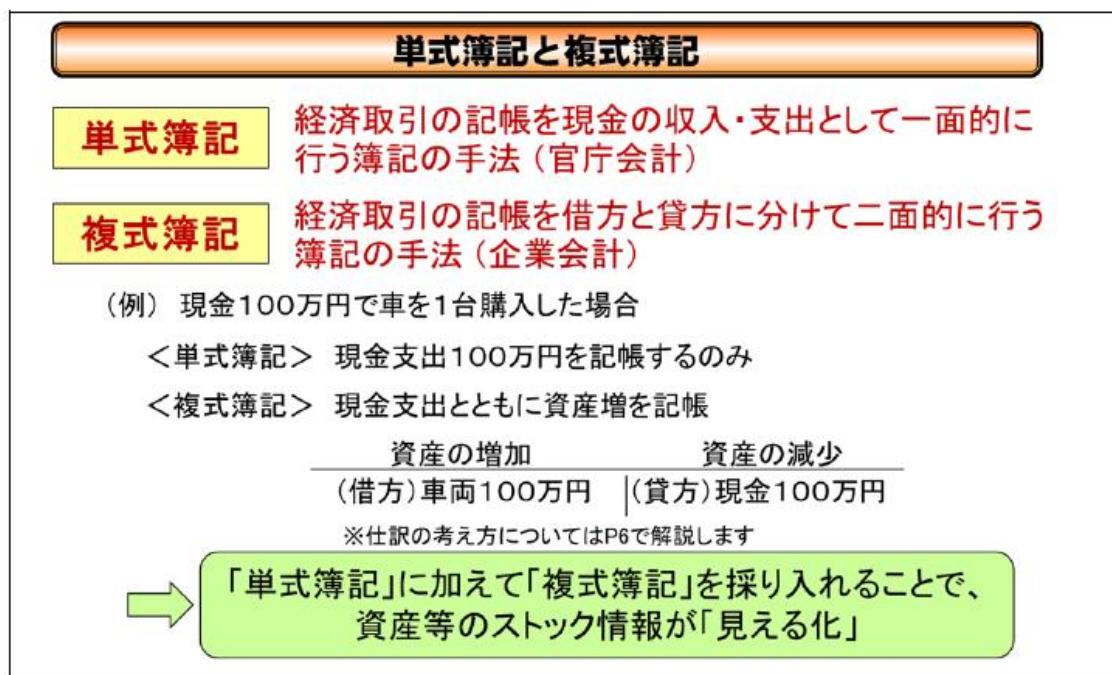 単式簿記と複式簿記
単式簿記
経済取引の記帳を現金の収入・支出として一面的に
行う簿記の手法（官庁会計）
複式簿記
経済取引の記帳を借方と貸方に分けて二面的に行う
簿記の手法（企業会計）
（例） 現金１００万円で車を１台購入した場合
＜単式簿記＞ 現金支出１００万円を記帳するのみ
＜複式簿記＞ 現金支出とともに資産増を記帳
資産の増加 資産の減少
（借方）車両１００万円 （貸方）現金１００万円
※仕訳の考え方についてはP6で解説します
「単式簿記」に加えて「複式簿記」を採り入れることで、
資産等のストック情報が「見える化」